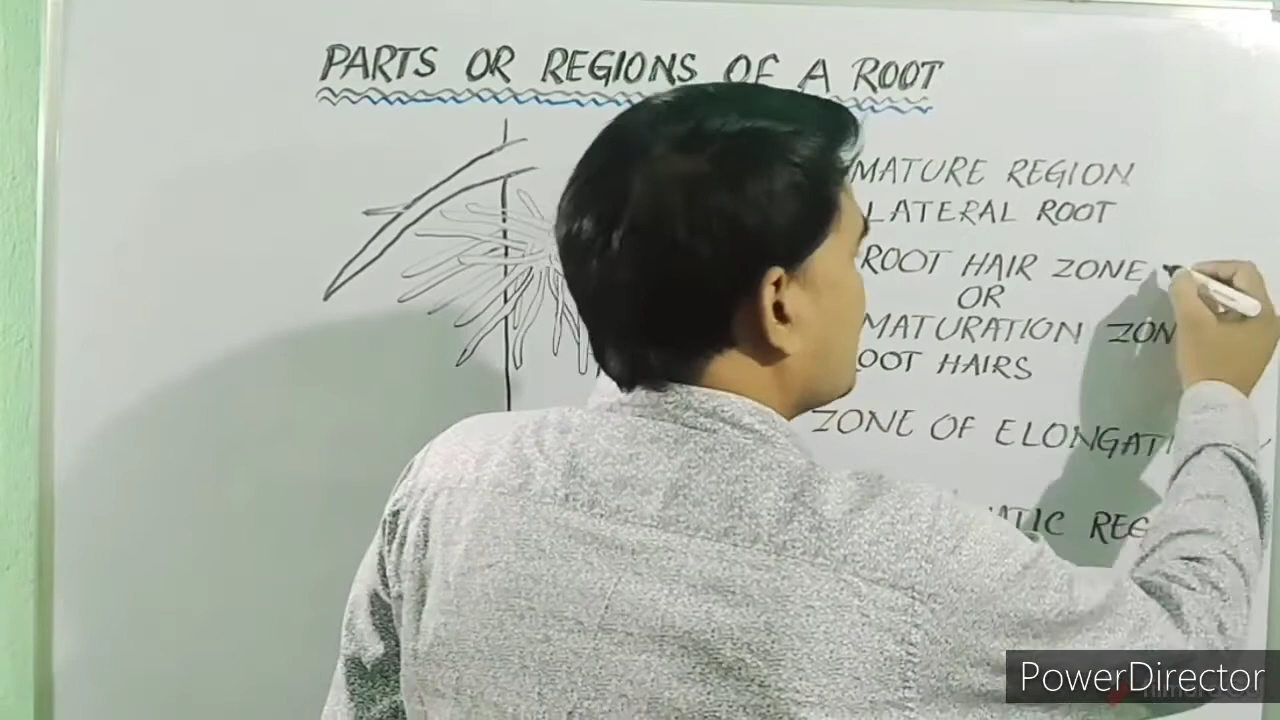 PARTS OR REGIONS OF A ROOT
MATURE REGION
LATERAL ROOT
ROOT HAIR ZONE
OR
MATURATION ZON
OOT HAIRS
ZONE OF ELONGATI
ATIC REG
PowerDirector